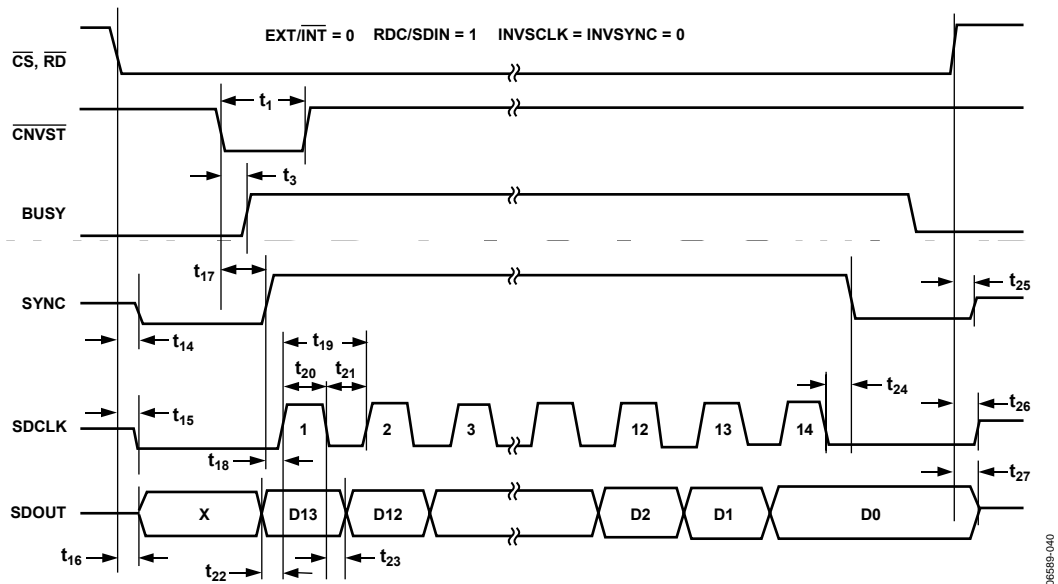 EXT/INT = 0 RDC/SDIN = 1 INVSCLK = INVSYNC = 0
CS, RD
t1
CNVST
t3
BUSY
t17
SYNC
t25
t14
t19
t20 t21
t24
t15
t26
SDCLK
1 2 3 12 13 14
t18
t27
SDOUT
X D13 D12 D2 D1 D0
t16
t22
t23
06589-040